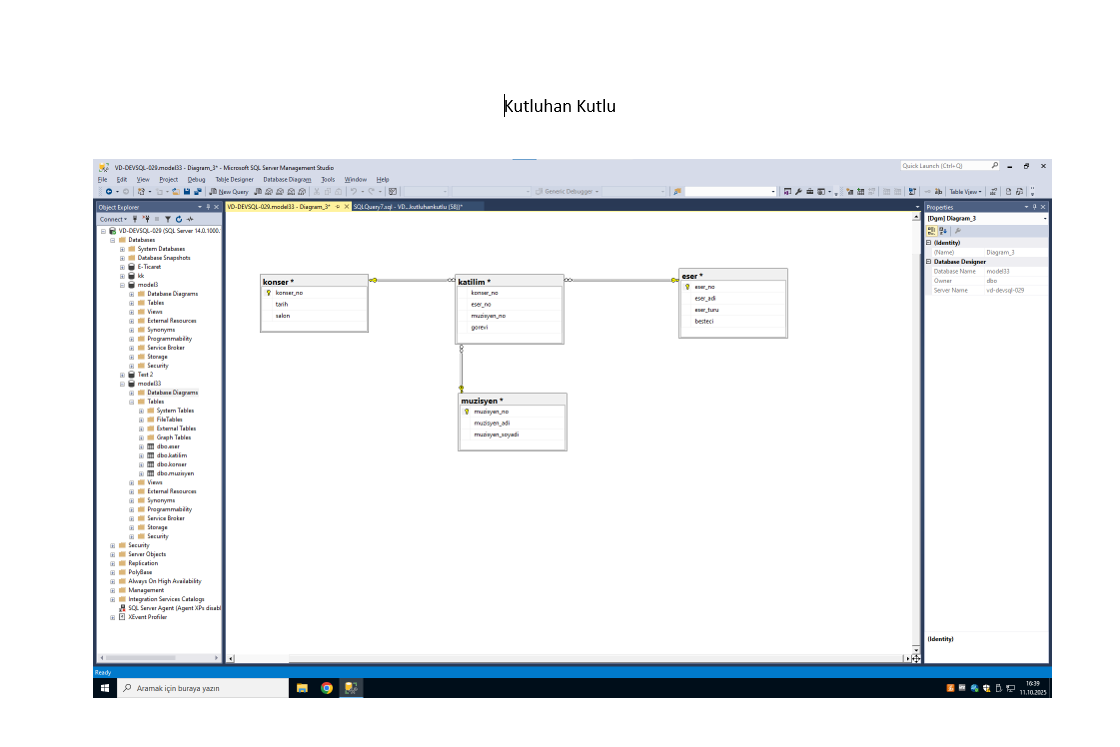 Kutluhan Kutlu
VD-DEVSQL-029.model33 - Diagram_3* - Microsoft SQL Server Management Studio
Quick Launch (Ctrl+Q)
File Edit View Project Debug Table Designer Database Diagram Tools Window Help
New Query
Generic Debugger
Table View
Object Explorer
VD-DEVSQL-029.model33 - Diagram_3*
SQLQuery7.sql - VD...kutluhankutlu (58))*
Properties
Connect
[Dgm] Diagram_3
VD-DEVSQL-029 (SQL Server 14.0.1000.
Databases
System Databases
Database Snapshots
E-Ticaret
kk
model3
Database Diagrams
Tables
Views
External Resources
Synonyms
Programmability
Service Broker
Storage
Security
Test 2
model33
Database Diagrams
Tables
System Tables
FileTables
External Tables
Graph Tables
dbo.eser
dbo.katilim
dbo.konser
dbo.muzisyen
Views
External Resources
Synonyms
Programmability
Service Broker
Storage
Security
Security
Server Objects
Replication
PolyBase
Always On High Availability
Management
Integration Services Catalogs
SQL Server Agent (Agent XPs disabl
XEvent Profiler
konser *
konser_no
tarih
salon
katilim *
konser_no
eser_no
muzisyen_no
gorevi
eser *
eser_no
eser_adi
eser_turu
besteci
muzisyen *
muzisyen_no
muzisyen_adi
muzisyen_soyadi
(Identity)
(Name) Diagram_3
Database Designer
Database Name model33
Owner dbo
Server Name vd-devsql-029
(Identity)
Ready
Aramak için buraya yazın
16:39
11.10.2025